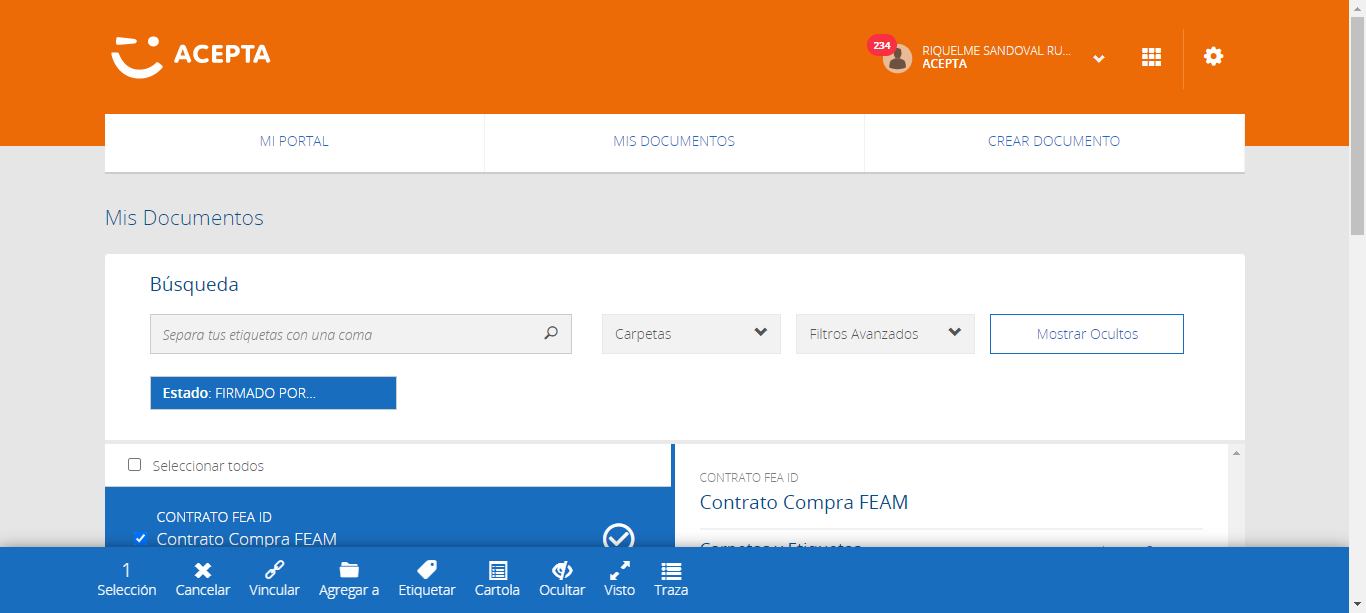 ACEPTA
234
RIQUELME SANDOVAL RU...
ACEPTA
MI PORTAL
MIS DOCUMENTOS
CREAR DOCUMENTO
Mis Documentos
Búsqueda
Separa tus etiquetas con una coma
Carpetas
Filtros Avanzados
Mostrar Ocultos
Estado: FIRMADO POR...
Seleccionar todos
CONTRATO FEA ID
Contrato Compra FEAM
CONTRATO FEA ID
Contrato Compra FEAM
Carpetas y Etiquetas
1
Selección
Cancelar
Vincular
Agregar a
Etiquetar
Cartola
Ocultar
Visto
Traza